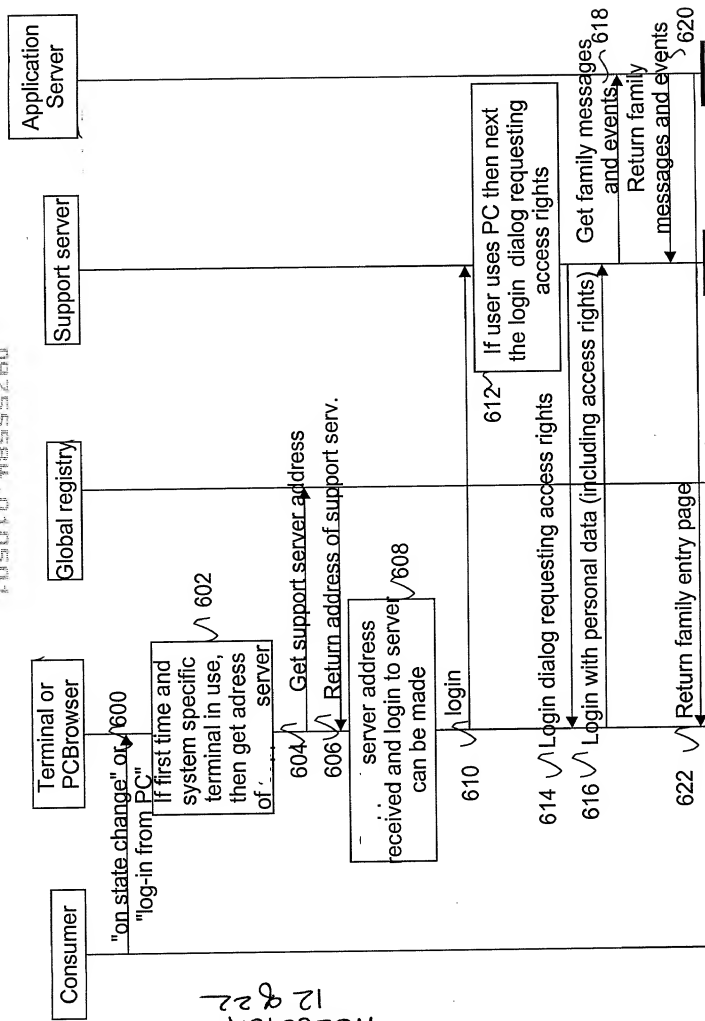 Consumer
Terminal or
PCBrowser
Global registry
Support server
Application
Server
"on state change" or
"log-in from PC"
600
If first time and
system specific
terminal in use,
then get adress
of server
602
604 Get support server address
606 Return address of support serv.
server address
received and login to server
can be made
608
610 login
612
If user uses PC then next
the login dialog requesting
access rights
614 Login dialog requesting access rights
616 Login with personal data (including access rights)
Get family messages
and events
618
Return family
messages and events
620
622 Return family entry page
12 & 22